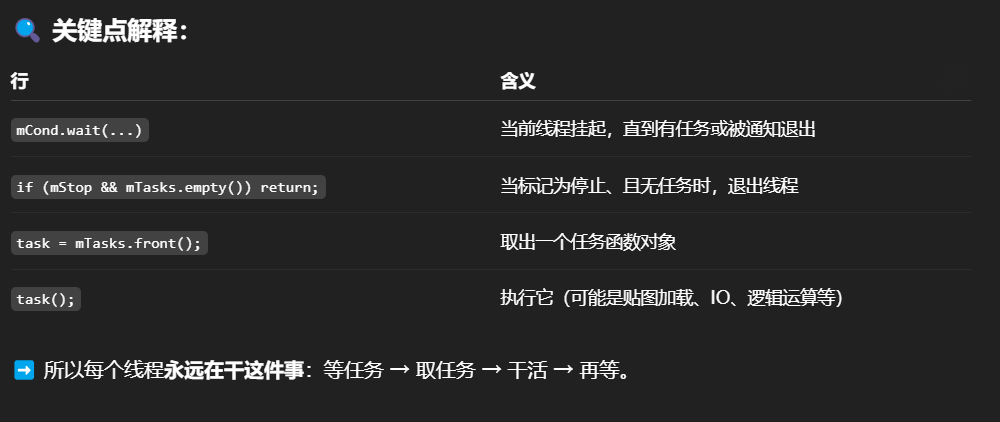 🔍 关键点解释：
行 含义
mCond.wait(...) 当前线程挂起，直到有任务或被通知退出
if (mStop && mTasks.empty()) return; 当标记为停止、且无任务时，退出线程
task = mTasks.front(); 取出一个任务函数对象
task(); 执行它（可能是贴图加载、IO、逻辑运算等）
➡️ 所以每个线程永远在干这件事：等任务 → 取任务 → 干活 → 再等。